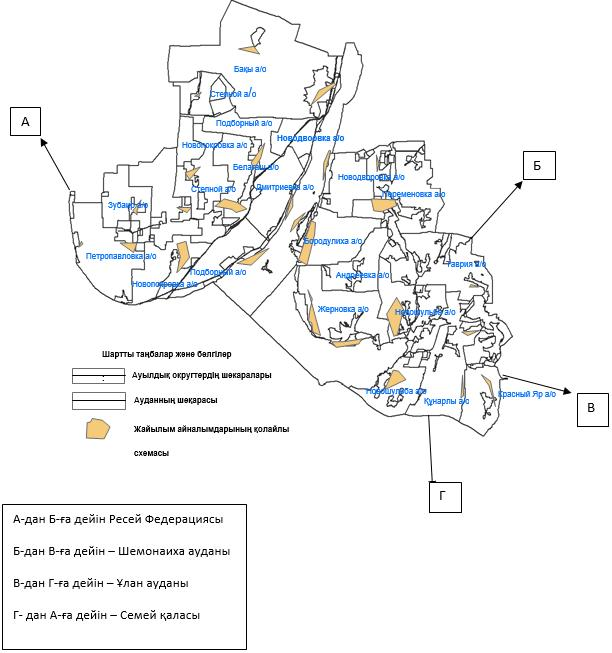 Бақы а/о
Степной а/о
Подборный а/о
Новодворовка а/о
Новопокровка а/о
А
Белагаш а/о
Б
Новодворовка а/о
Степной а/о
Дмитриевка а/о
Переменовка а/о
Зубаир а/о
Бородулиха а/о
Петропавловка а/о
Таврия а/о
Подборный а/о
Андреевка а/о
Новопокровка а/о
Жерновка а/о
Новошульба а/о
Шартты таңбалар және белгілер
Ауылдық округтердің шекаралары
Ауданның шекарасы
Новошульба а/о
Құнарлы а/о
Красный Яр а/о
В
Жайылым айналымдарының қолайлы
схемасы
Г
А-дан Б-ға дейін Ресей Федерациясы
Б-дан В-ға дейін – Шемонаиха ауданы
В-дан Г-ға дейін – Ұлан ауданы
Г- дан А-ға дейін – Семей қаласы